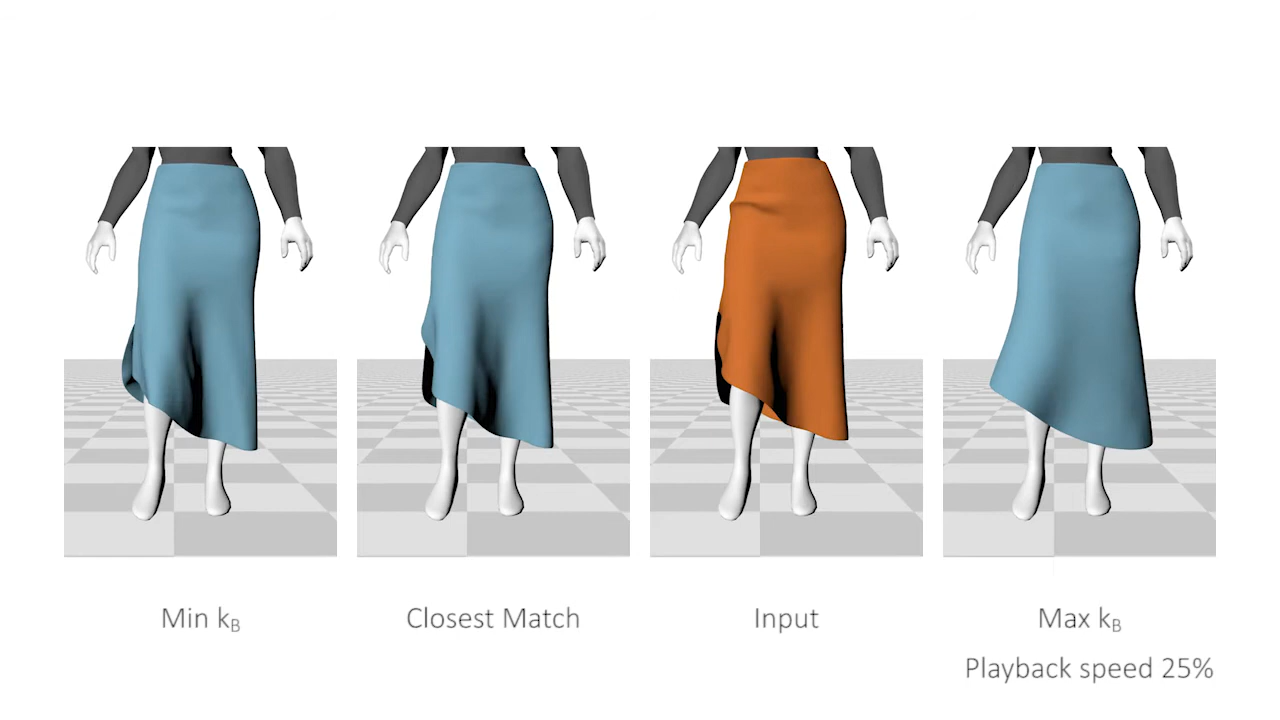 Min kB
Closest Match
Input
Max kB
Playback speed 25%